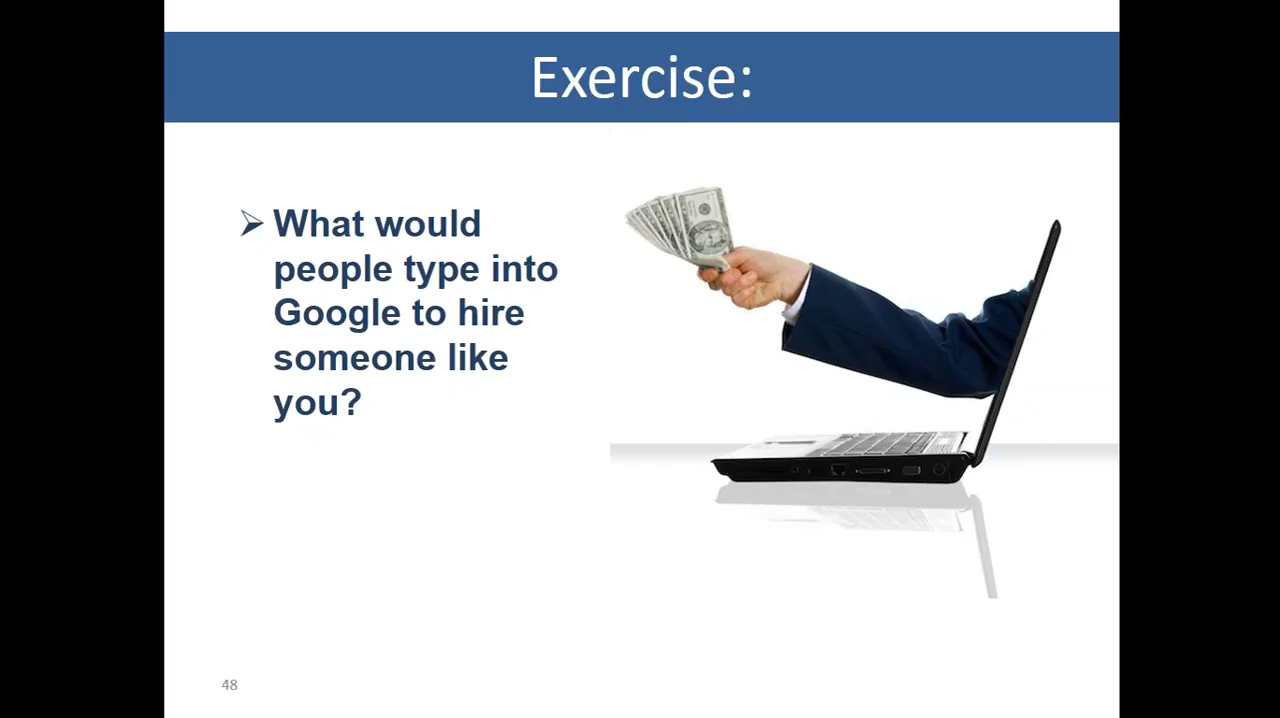 Exercise:
What would
people type into
Google to hire
someone like
you?
48